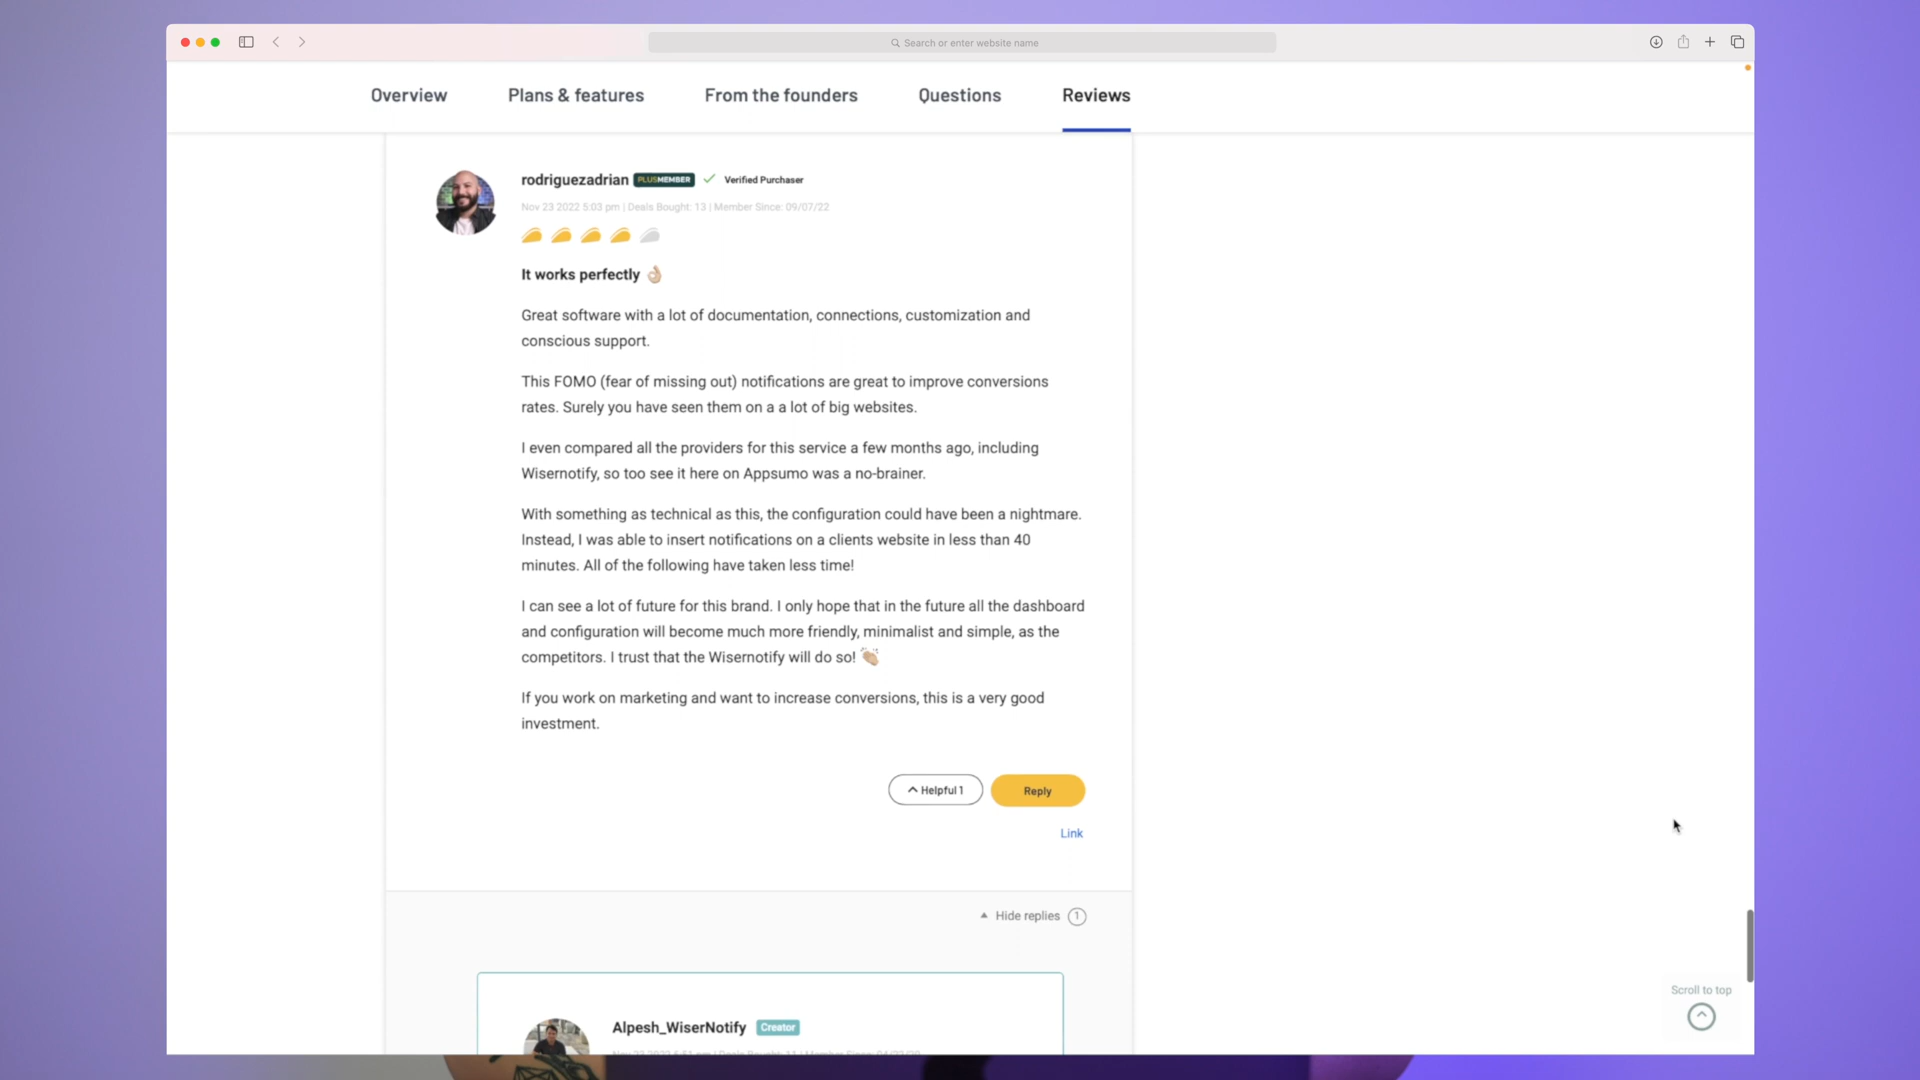 Search or enter website name
Overview
Plans & features
From the founders
Questions
Reviews
rodriguezadrian PLUSMEMBER Verified Purchaser
Nov 23 2022 5:03 pm | Deals Bought: 13 | Member Since: 09/07/22
It works perfectly 👌🏼
Great software with a lot of documentation, connections, customization and
conscious support.
This FOMO (fear of missing out) notifications are great to improve conversions
rates. Surely you have seen them on a a lot of big websites.
I even compared all the providers for this service a few months ago, including
Wisernotify, so too see it here on Appsumo was a no-brainer.
With something as technical as this, the configuration could have been a nightmare.
Instead, I was able to insert notifications on a clients website in less than 40
minutes. All of the following have taken less time!
I can see a lot of future for this brand. I only hope that in the future all the dashboard
and configuration will become much more friendly, minimalist and simple, as the
competitors. I trust that the Wisernotify will do so! 👏🏼
If you work on marketing and want to increase conversions, this is a very good
investment.
Helpful 1
Reply
Link
Hide replies 1
Alpesh_WiserNotify Creator
Scroll to top